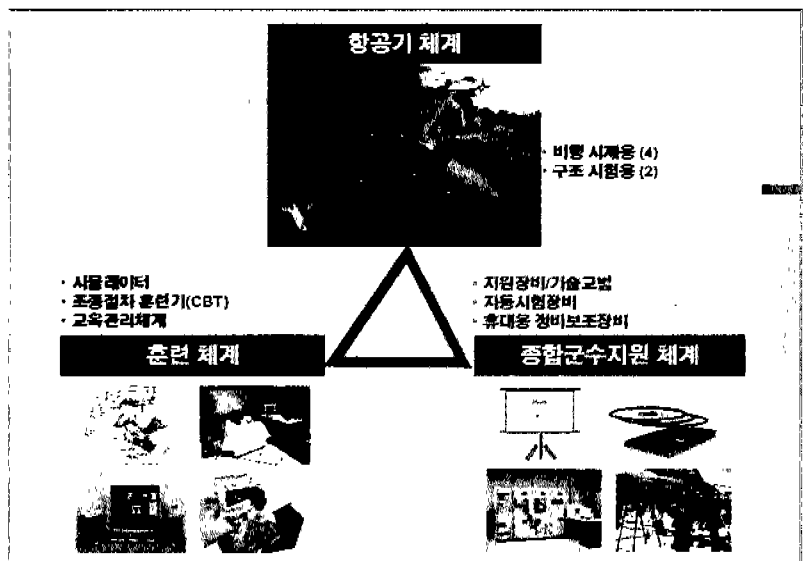 항공기 체계
· 비행 시제용 (4)
· 구조 시험용 (2)
· 시뮬레이터
· 조종절차 훈련기(CBT)
· 교육관리체계
· 지원장비/기술교범
· 자동시험장비
· 휴대용 정비보조장비
훈련 체계
종합군수지원 체계